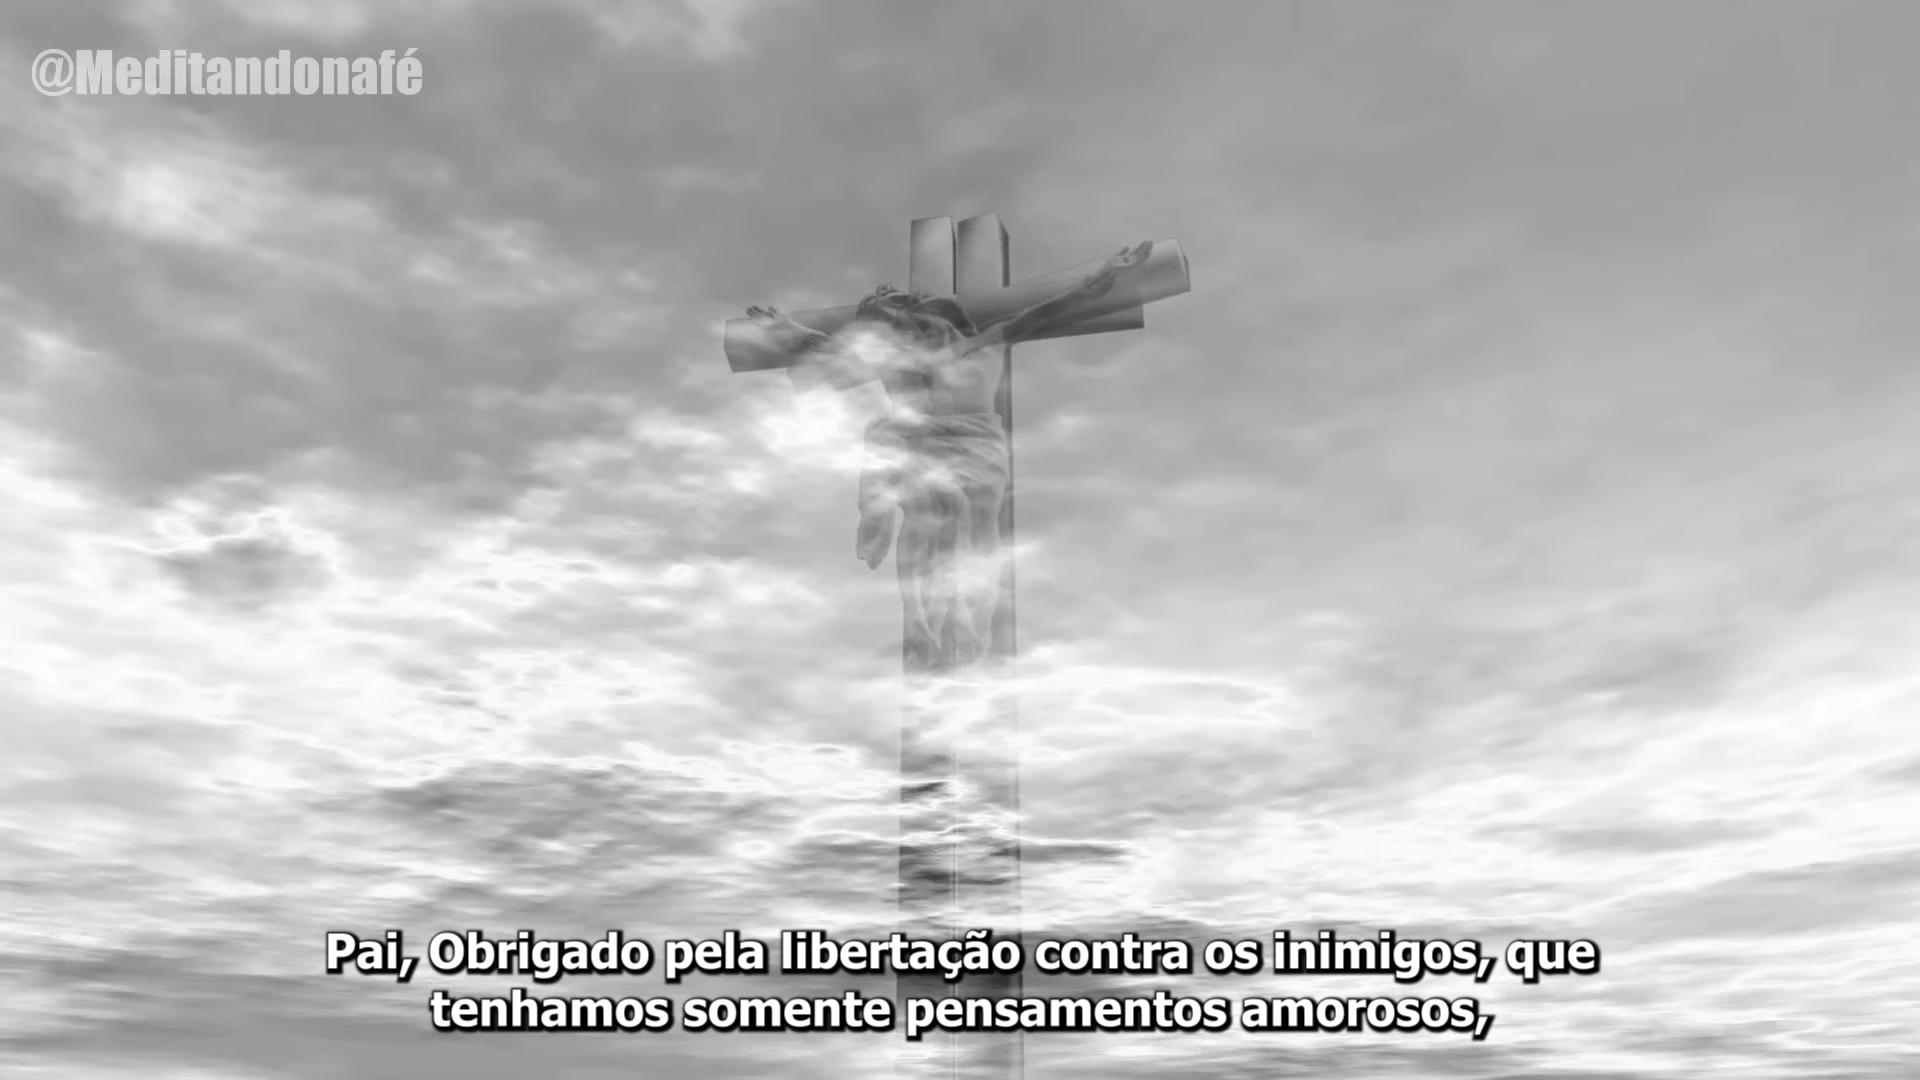 @Meditandonafé
Pai, Obrigado pela libertação contra os inimigos, que
tenhamos somente pensamentos amorosos,